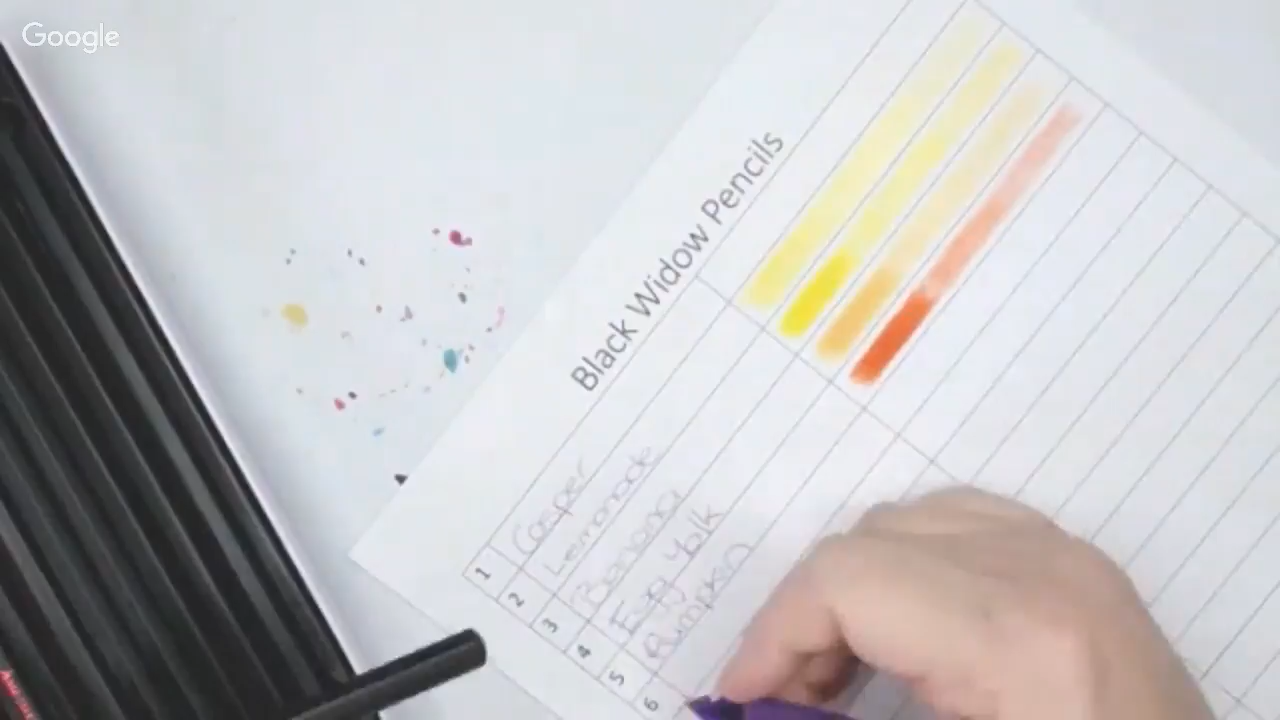 Google
Black Widow Pencils
1 Casper
2 Lemonade
3 Banana
4 Egg Yolk
5 Pumpkin
6